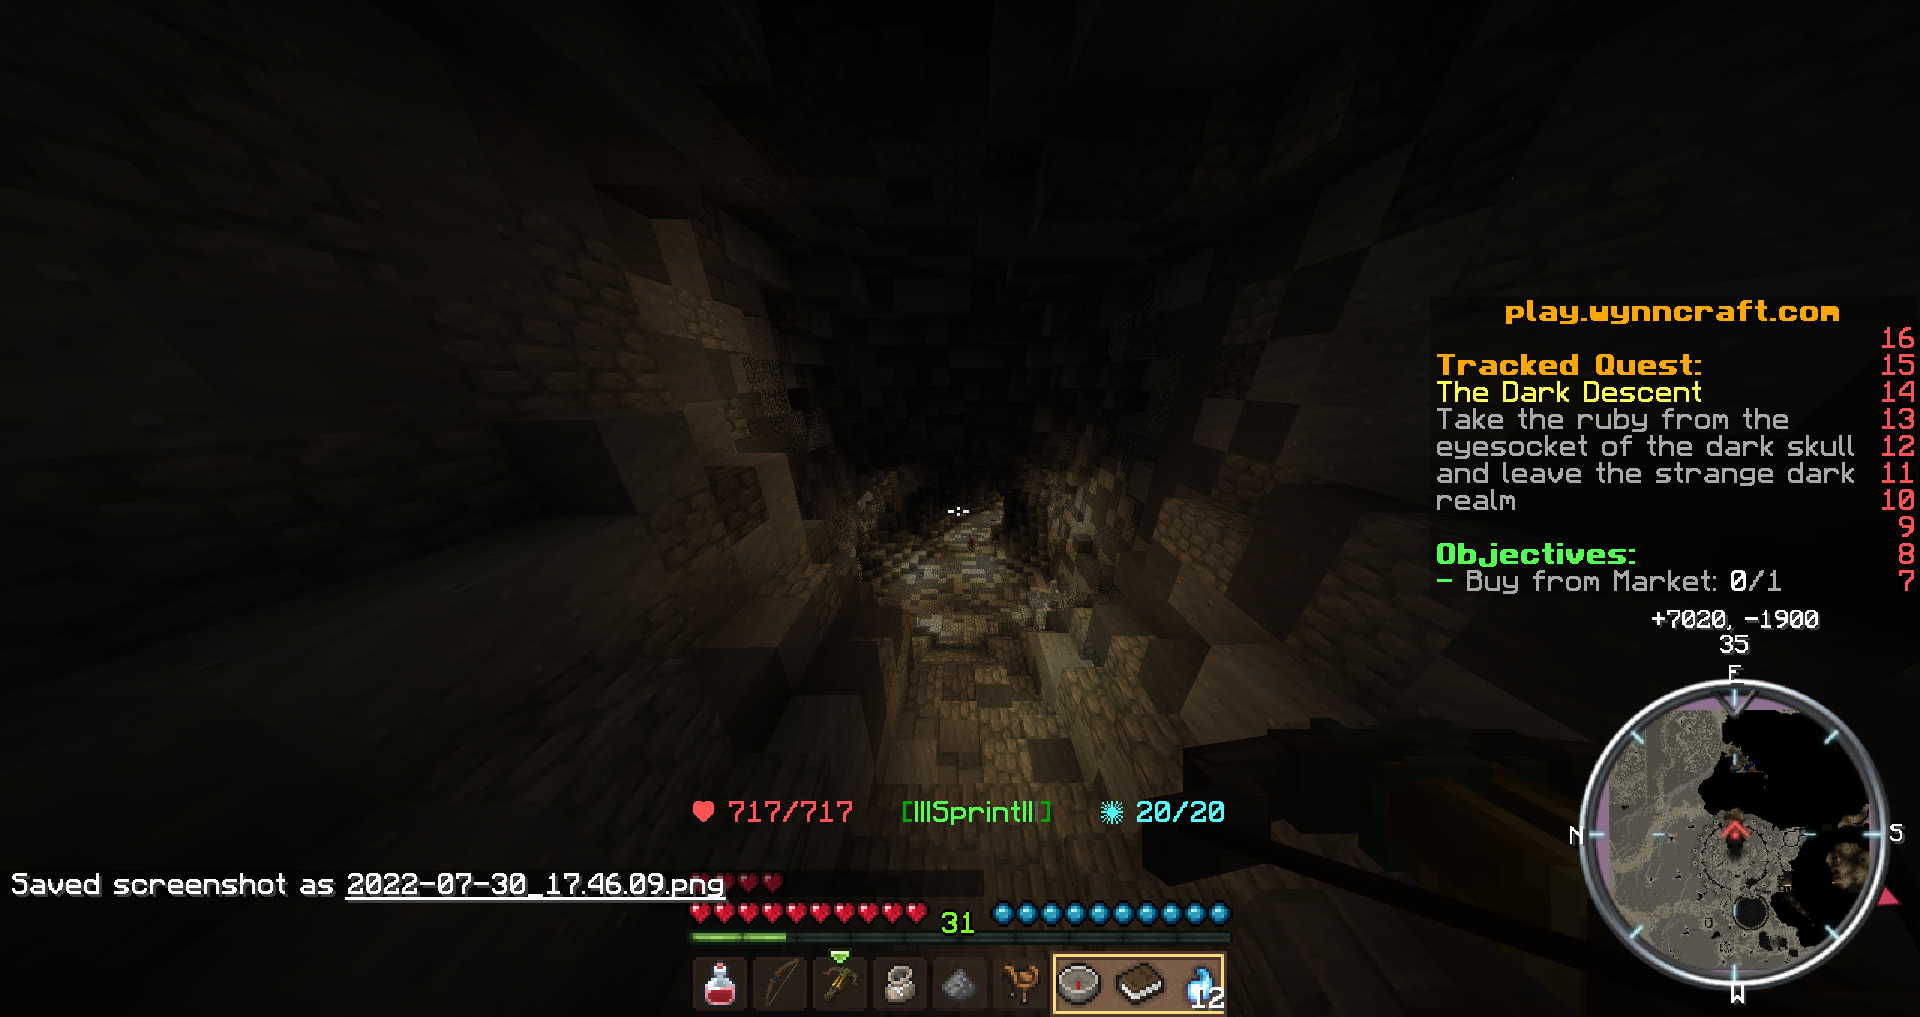 play.wynncraft.com
16
Tracked Quest: 15
The Dark Descent 14
Take the ruby from the 13
eyesocket of the dark skull 12
and leave the strange dark 11
realm 10
9
Objectives: 8
- Buy from Market: 0/1 7
+7020, -1900
35
E
N
S
W
717/717 [|||Sprint|| ] 20/20
Saved screenshot as 2022-07-30_17.46.09.png
31
12